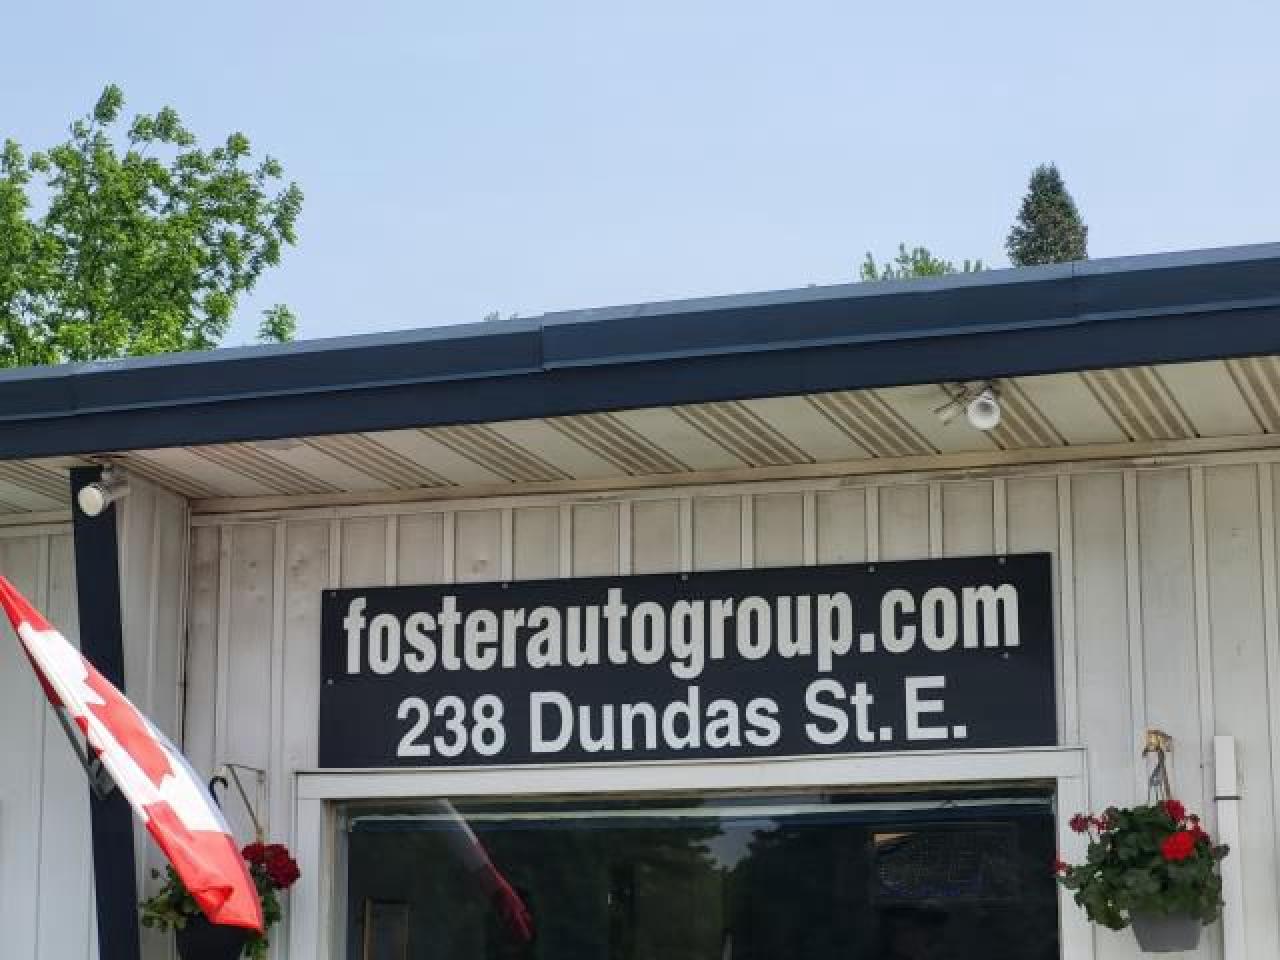 fosterautogroup.com
238 Dundas St. E.